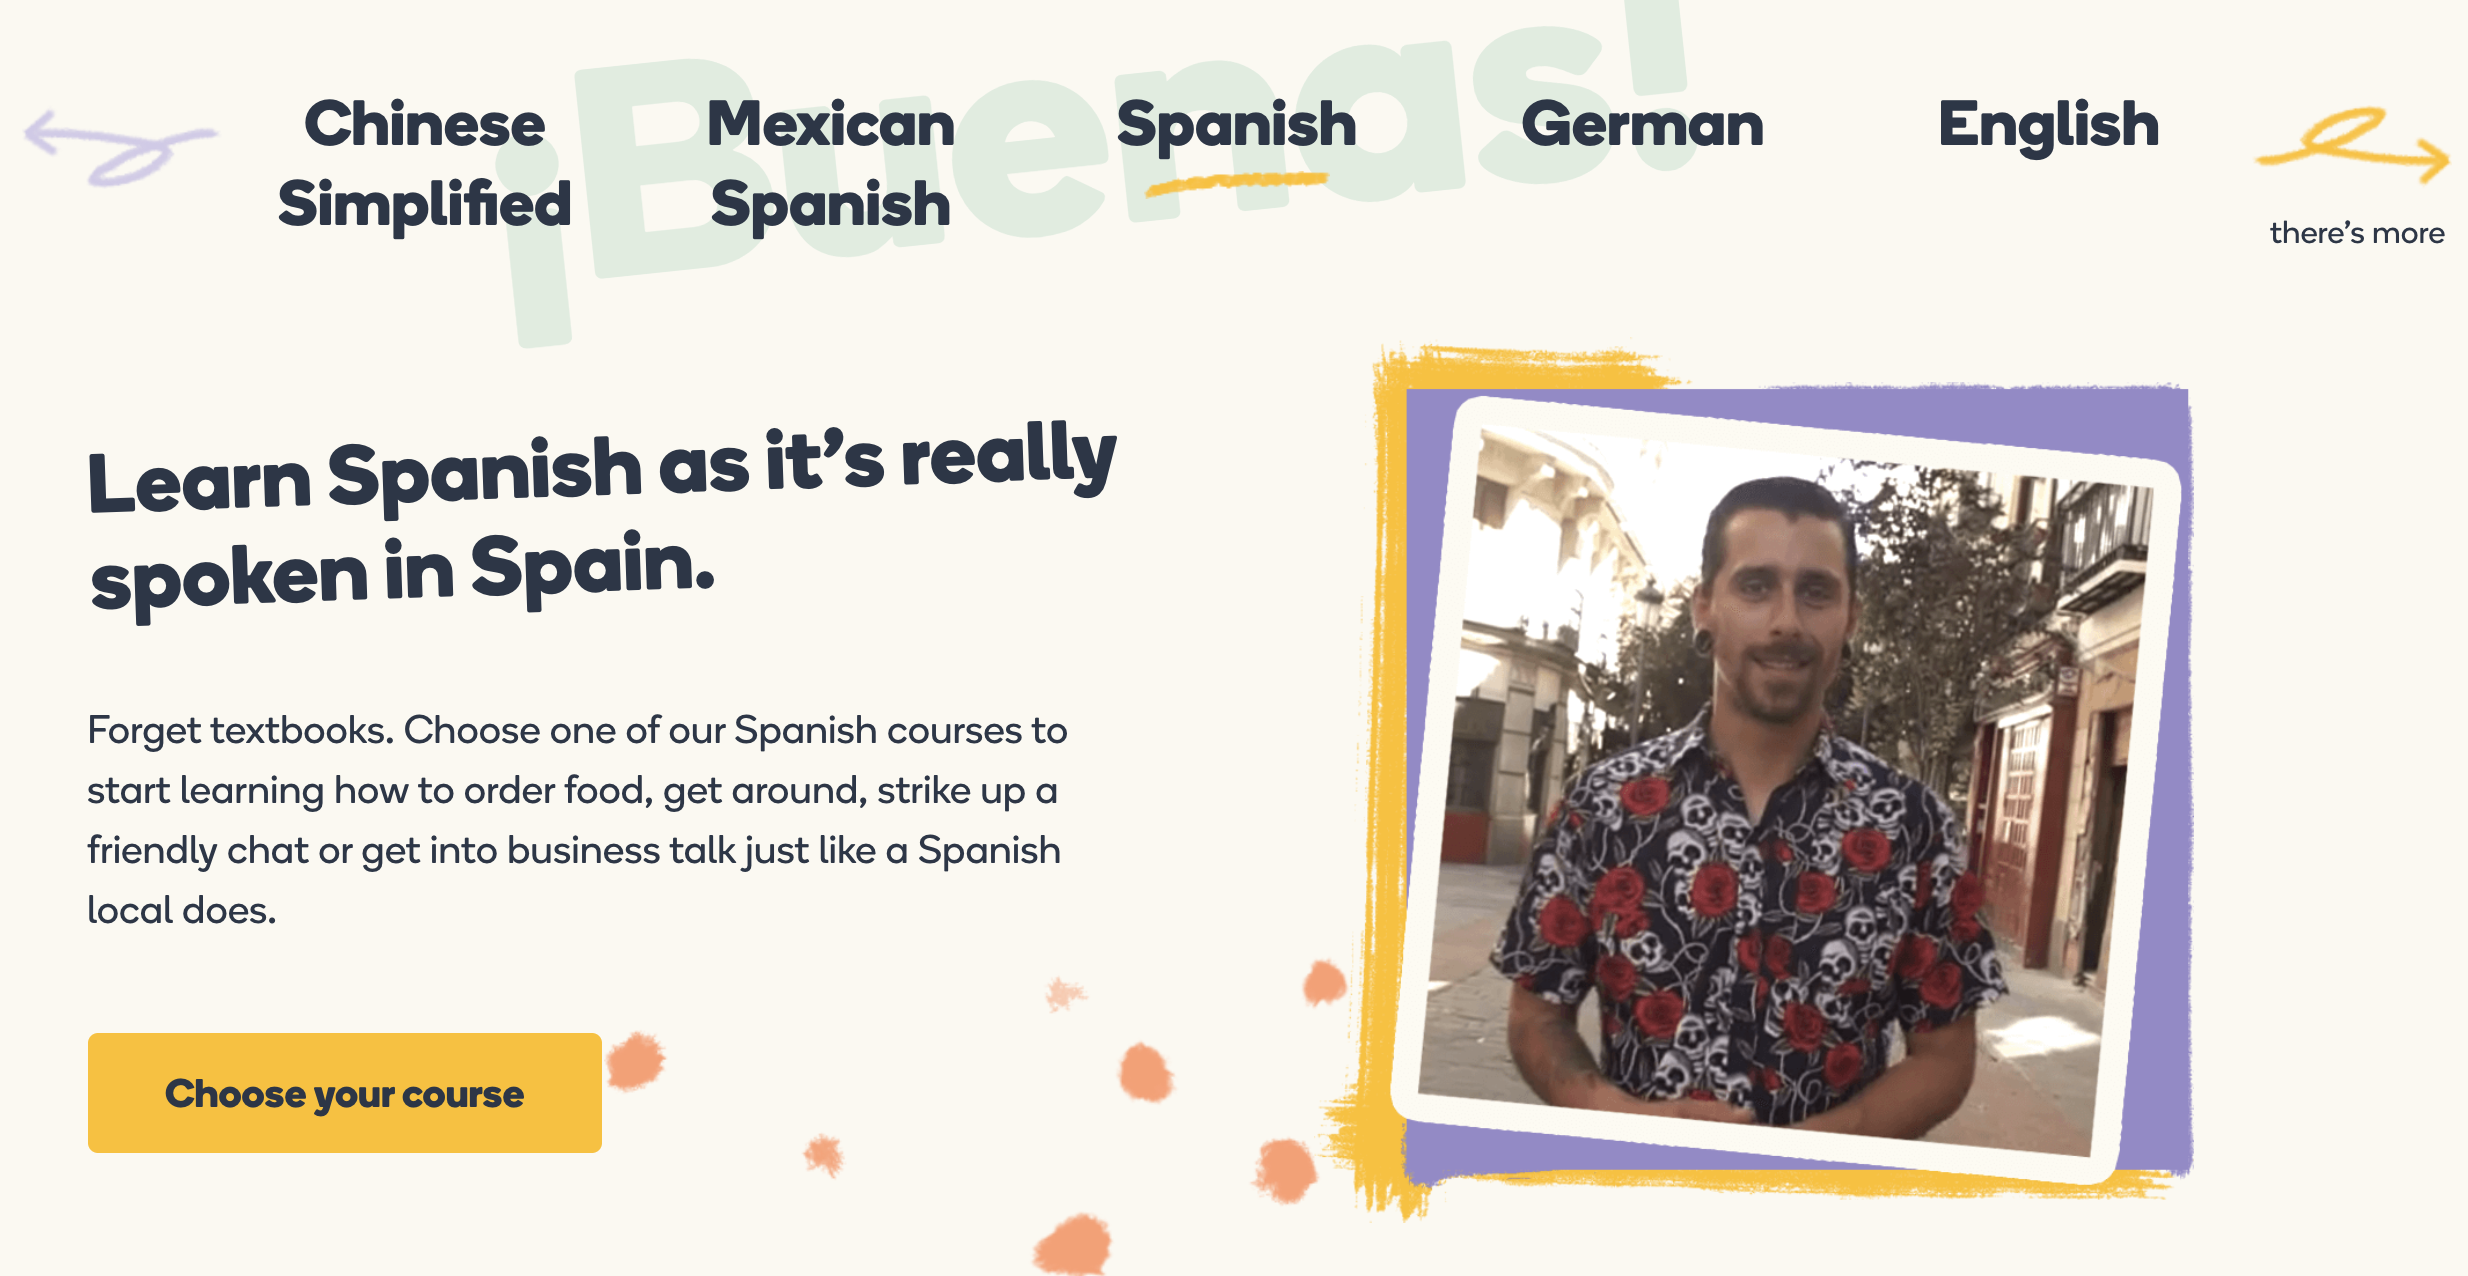 ¡Buenas!
Chinese
Simplified
Mexican
Spanish
Spanish
German
English
there's more
Learn Spanish as it's really
spoken in Spain.
Forget textbooks. Choose one of our Spanish courses to
start learning how to order food, get around, strike up a
friendly chat or get into business talk just like a Spanish
local does.
Choose your course